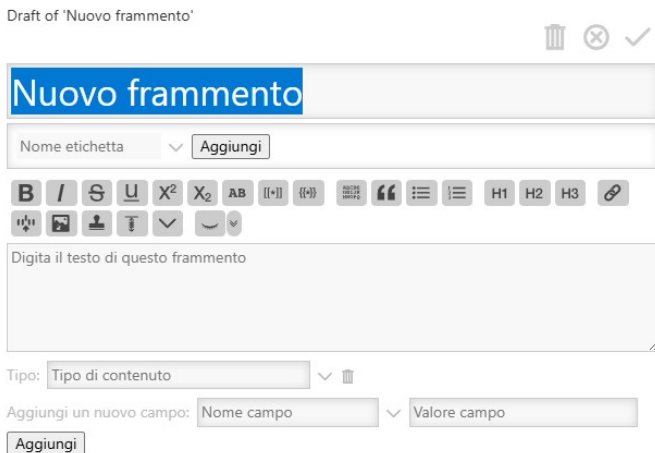 Draft of 'Nuovo frammento'
Nuovo frammento
Nome etichetta Aggiungi
B I S U X² X₂ AB [[*]] {{*}} H1 H2 H3
Digita il testo di questo frammento
Tipo: Tipo di contenuto
Aggiungi un nuovo campo: Nome campo Valore campo
Aggiungi